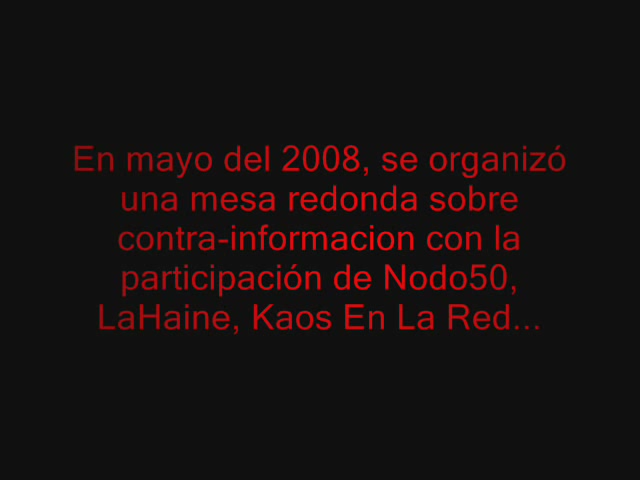 En mayo del 2008, se organizó
una mesa redonda sobre
contra-informacion con la
participación de Nodo50,
LaHaine, Kaos En La Red...